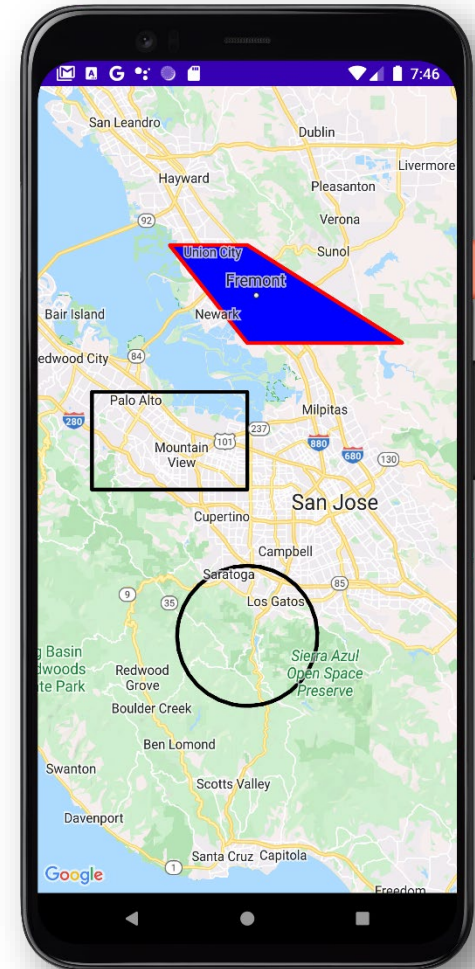 7:46
San Leandro
Dublin
Livermore
Hayward
Pleasanton
92
Verona
Union City
Sunol
Fremont
Newark
Bair Island
edwood City
84
Palo Alto
Milpitas
280
101
237
880
Mountain
View
680
130
San Jose
Cupertino
Campbell
Saratoga
85
9
35
Los Gatos
g Basin
dwoods
te Park
Sierra Azul
Open Space
Preserve
Redwood
Grove
Boulder Creek
Ben Lomond
Swanton
Scotts Valley
Davenport
Santa Cruz
Capitola
1
Google
Freedom